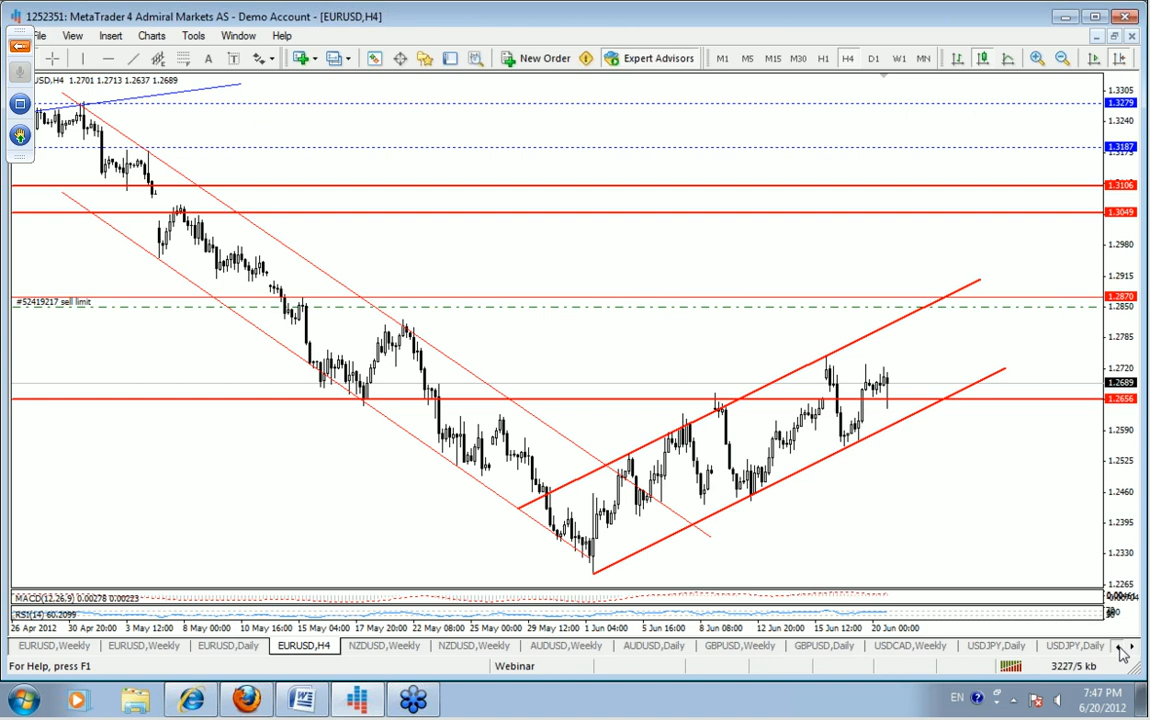 1252351: MetaTrader 4 Admiral Markets AS - Demo Account - [EURUSD,H4]
File View Insert Charts Tools Window Help
A T New Order Expert Advisors M1 M5 M15 M30 H1 H4 D1 W1 MN
USD,H4 1.2701 1.2713 1.2637 1.2689
1.3305
1.3279
1.3240
1.3187
1.3175
1.3106
1.3049
1.2980
1.2915
1.2870
#52419217 sell limit
1.2850
1.2785
1.2720
1.2689
1.2656
1.2590
1.2525
1.2460
1.2395
1.2330
1.2265
MACD(12,26,9) 0.00278 0.00223
RSI(14) 60.2099
26 Apr 2012 30 Apr 20:00 3 May 12:00 8 May 00:00 10 May 16:00 15 May 04:00 17 May 20:00 22 May 08:00 25 May 00:00 29 May 12:00 1 Jun 04:00 5 Jun 16:00 8 Jun 08:00 12 Jun 20:00 15 Jun 12:00 20 Jun 00:00
EURUSD,Weekly EURUSD,Weekly EURUSD,Daily EURUSD,H4 NZDUSD,Weekly NZDUSD,Weekly AUDUSD,Weekly AUDUSD,Daily GBPUSD,Weekly GBPUSD,Daily USDCAD,Weekly USDJPY,Daily USDJPY,Daily
For Help, press F1 Webinar 3227/5 kb
EN 7:47 PM
6/20/2012